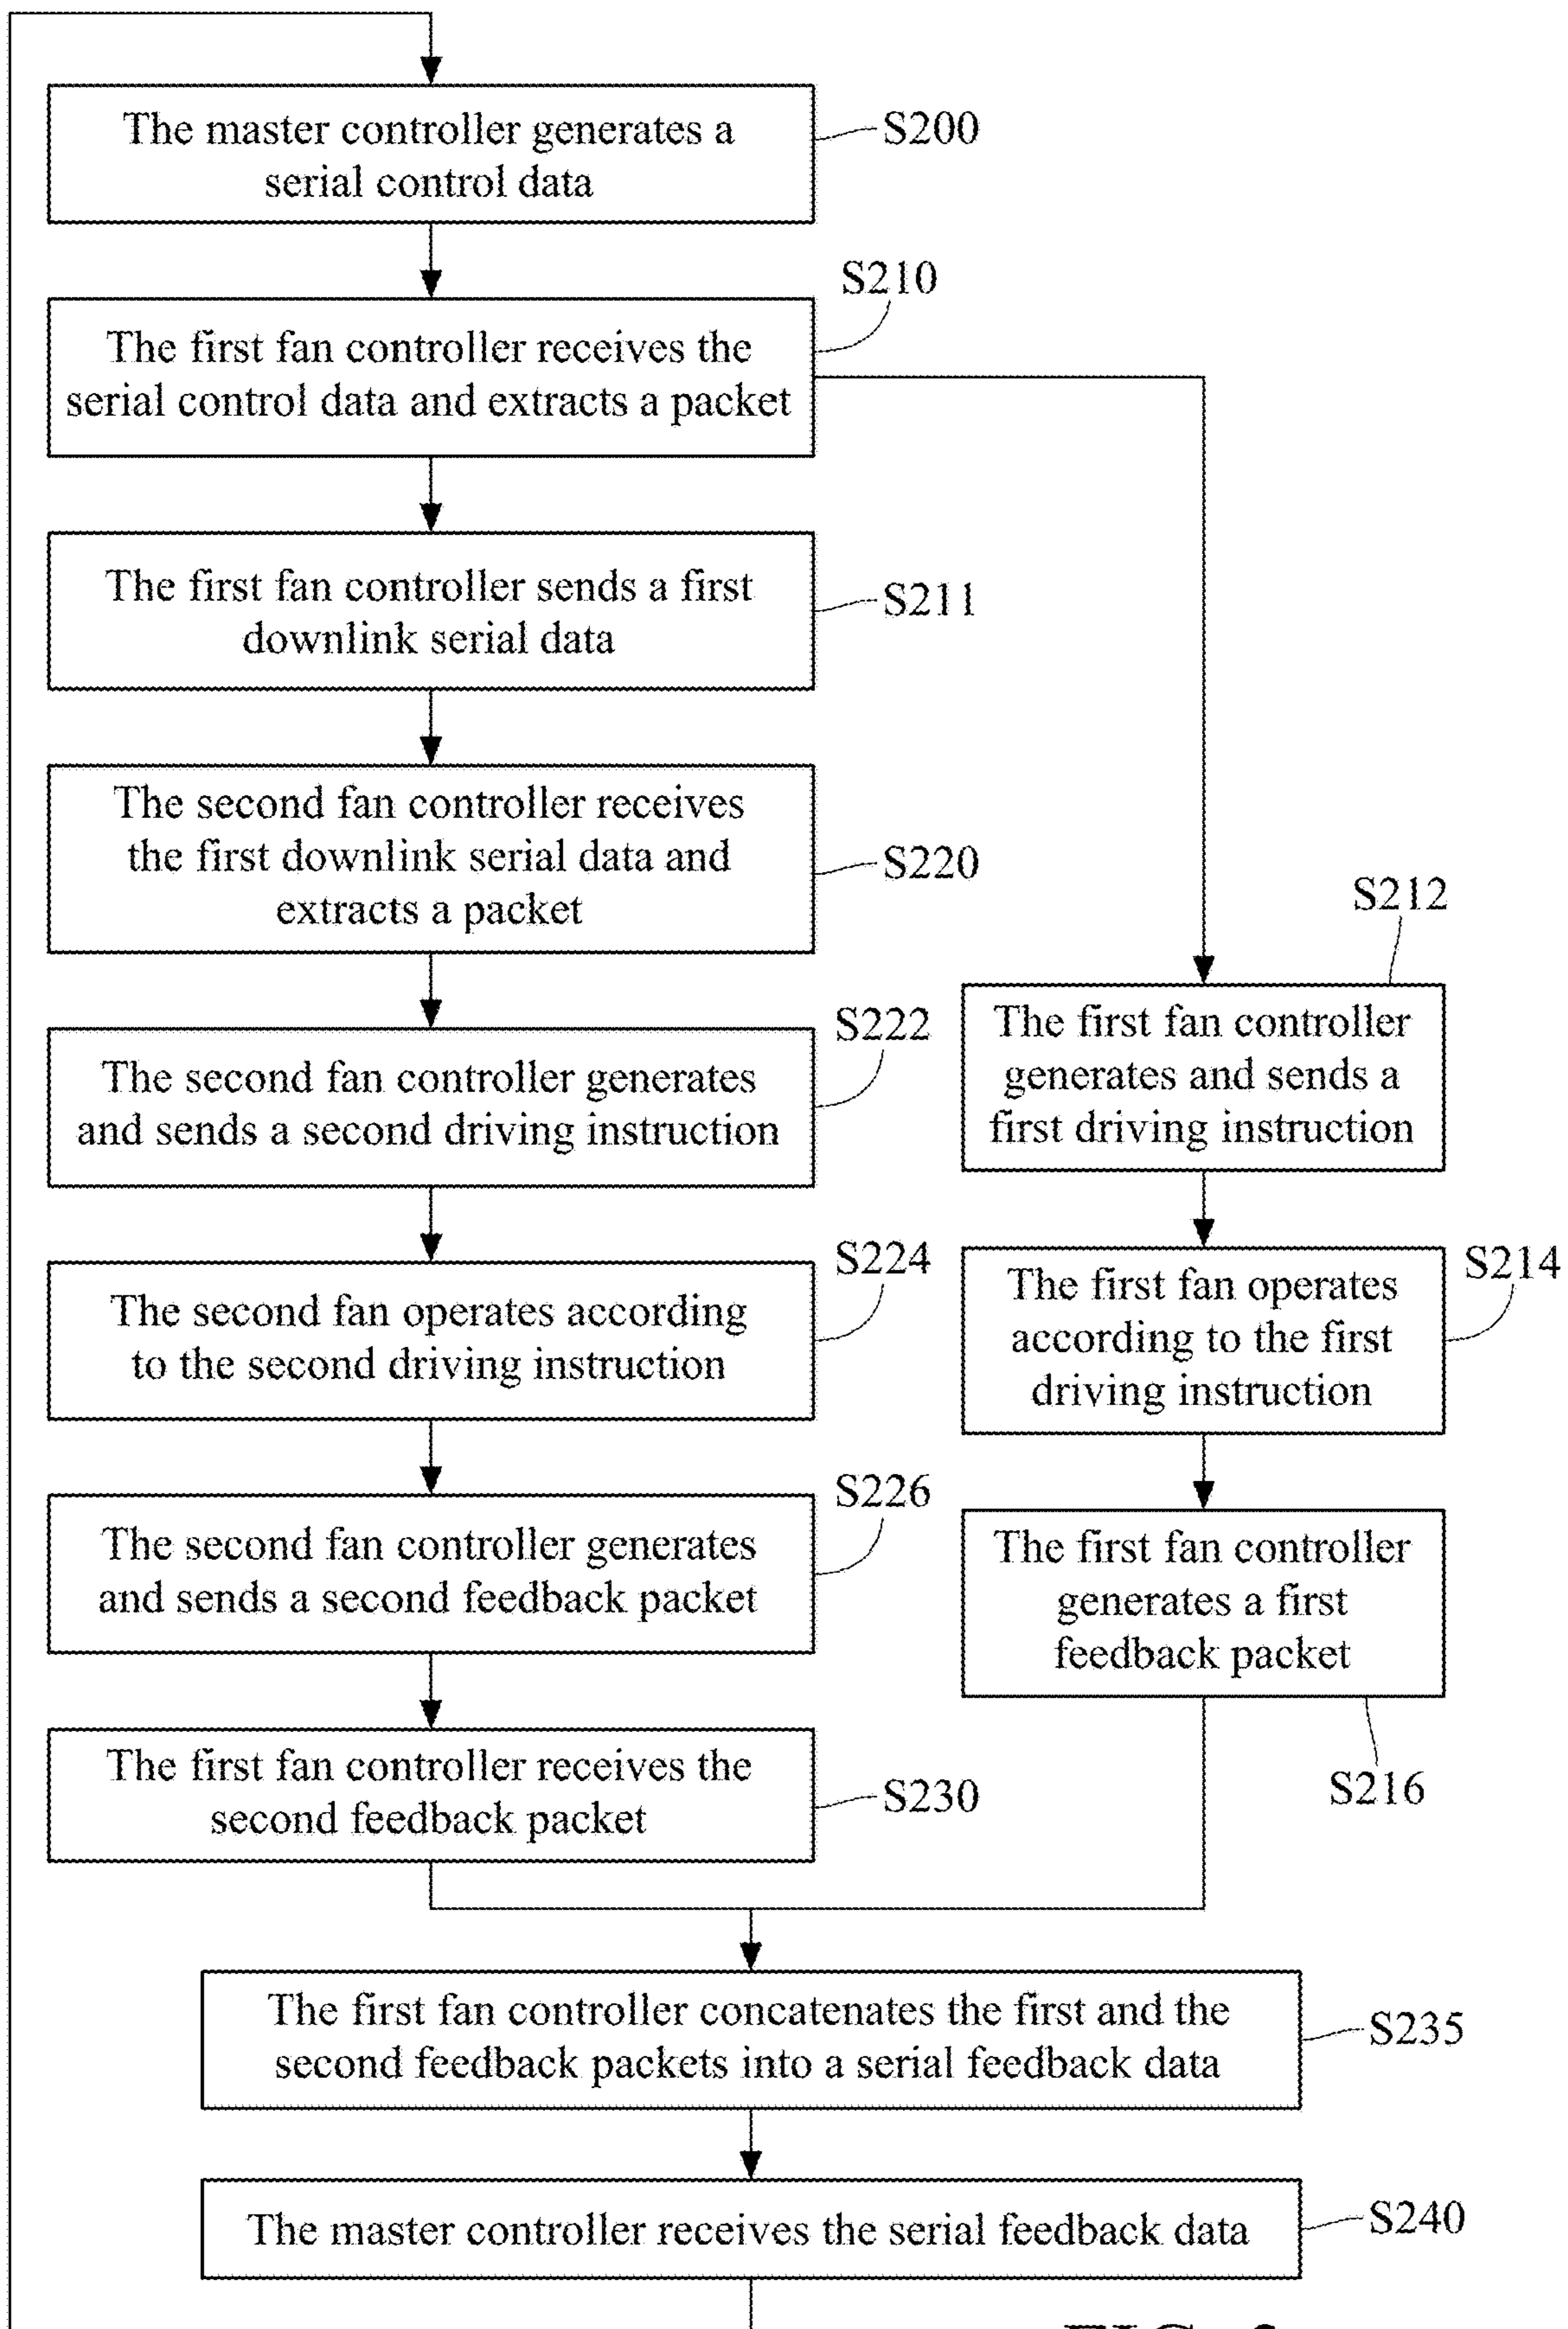 The master controller generates a
serial control data
S200
S210
The first fan controller receives the
serial control data and extracts a packet
The first fan controller sends a first
downlink serial data
S211
The second fan controller receives
the first downlink serial data and
extracts a packet
S220
S212
The first fan controller
generates and sends a
first driving instruction
S222
The second fan controller generates
and sends a second driving instruction
S224
The second fan operates according
to the second driving instruction
S214
The first fan operates
according to the first
driving instruction
S226
The second fan controller generates
and sends a second feedback packet
The first fan controller
generates a first
feedback packet
S216
The first fan controller receives the
second feedback packet
S230
The first fan controller concatenates the first and the
second feedback packets into a serial feedback data
S235
The master controller receives the serial feedback data
S240